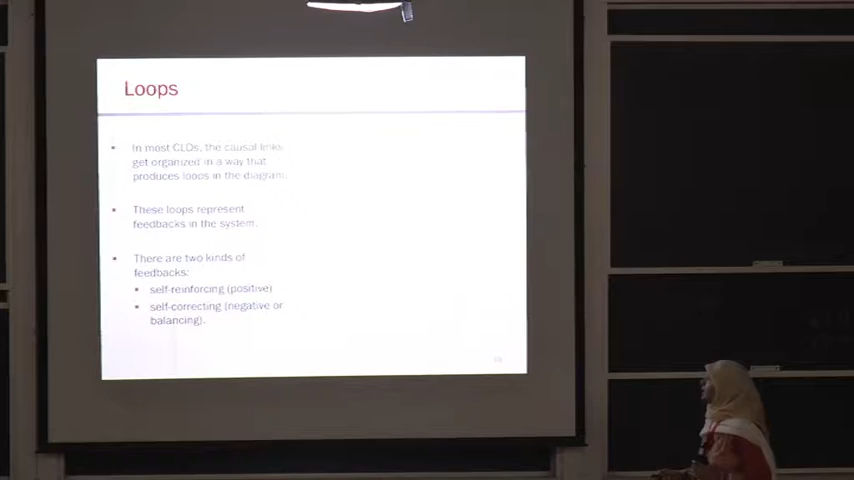 Loops
In most CLDs, the causal links
get organized in a way that
produces loops in the diagram.
These loops represent
feedbacks in the system.
There are two kinds of
feedbacks:
self-reinforcing (positive)
self-correcting (negative or
balancing).